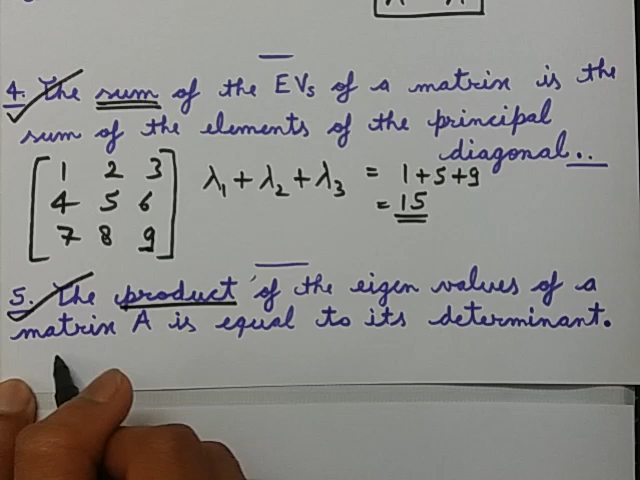 4. The sum of the EVs of a matrix is the
sum of the elements of the principal
diagonal..
1 2 3
4 5 6
7 8 9
λ1 + λ2 + λ3 = 1+5+9
= 15
5. The product of the eigen values of a
matrix A is equal to its determinant.